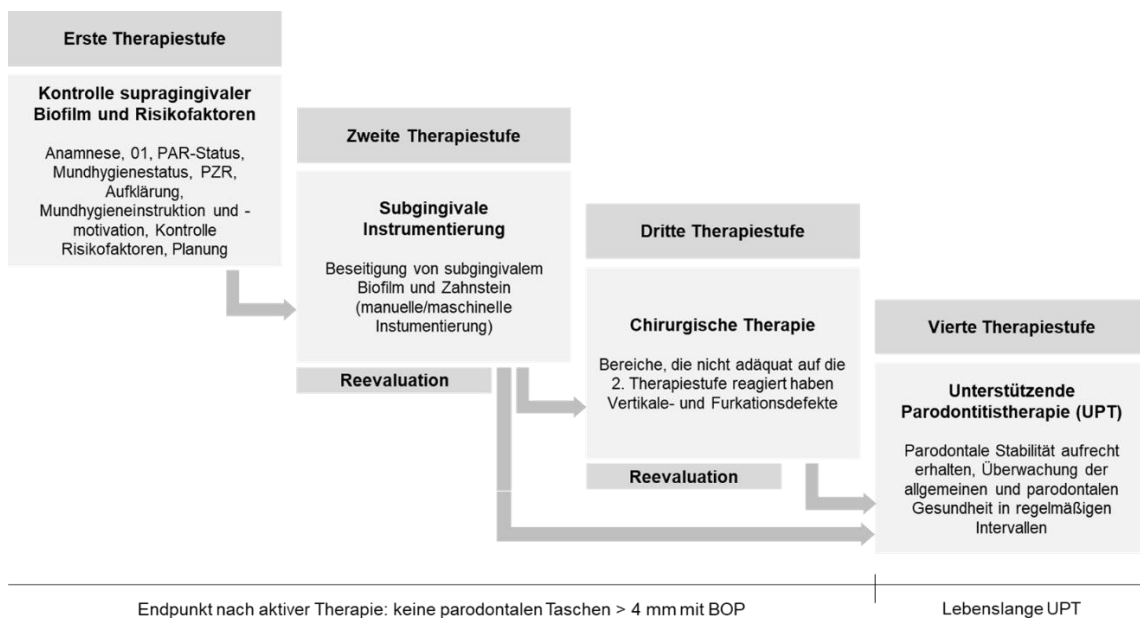 Erste Therapiestufe
Kontrolle supragingivaler
Biofilm und Risikofaktoren
Anamnese, 01, PAR-Status,
Mundhygienestatus, PZR,
Aufklärung,
Mundhygieneinstruktion und -
motivation, Kontrolle
Risikofaktoren, Planung
Zweite Therapiestufe
Subgingivale
Instrumentierung
Beseitigung von subgingivalem
Biofilm und Zahnstein
(manuelle/maschinelle
Instumentierung)
Reevaluation
Dritte Therapiestufe
Chirurgische Therapie
Bereiche, die nicht adäquat auf die
2. Therapiestufe reagiert haben
Vertikale- und Furkationsdefekte
Reevaluation
Vierte Therapiestufe
Unterstützende
Parodontitistherapie (UPT)
Parodontale Stabilität aufrecht
erhalten, Überwachung der
allgemeinen und parodontalen
Gesundheit in regelmäßigen
Intervallen
Endpunkt nach aktiver Therapie: keine parodontalen Taschen > 4 mm mit BOP
Lebenslange UPT